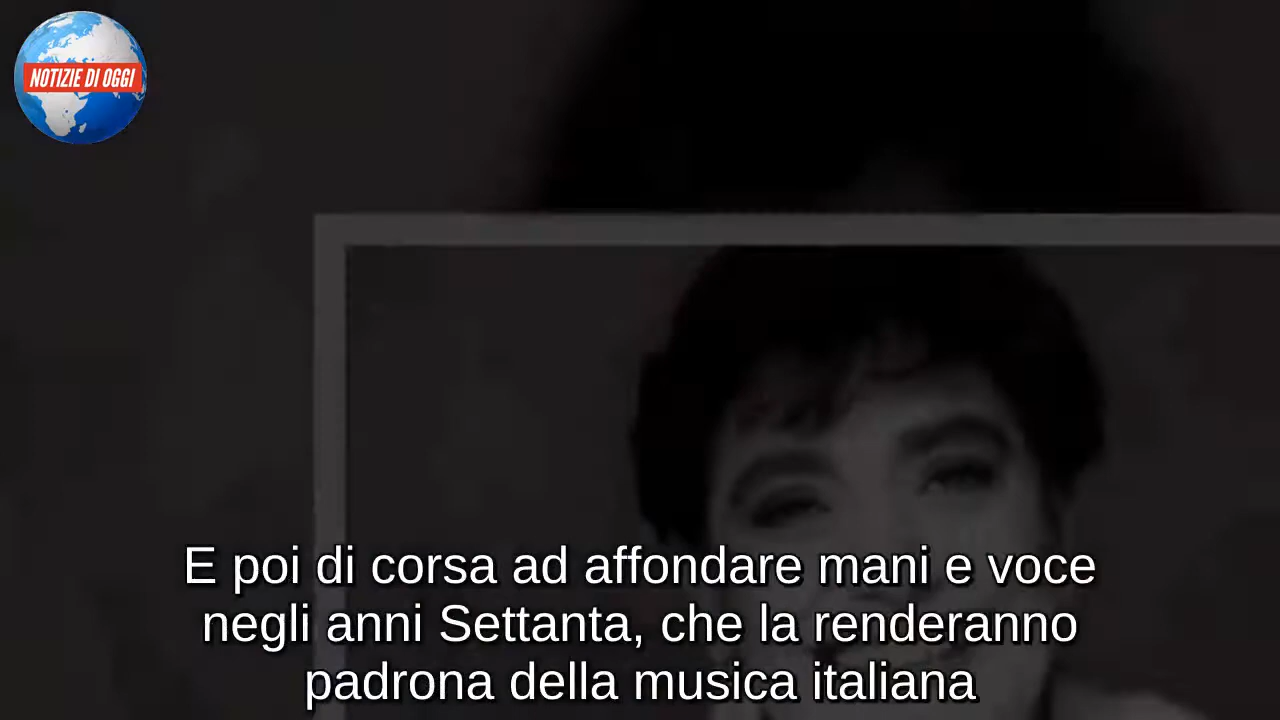 NOTIZIE DI OGGI
E poi di corsa ad affondare mani e voce
negli anni Settanta, che la renderanno
padrona della musica italiana